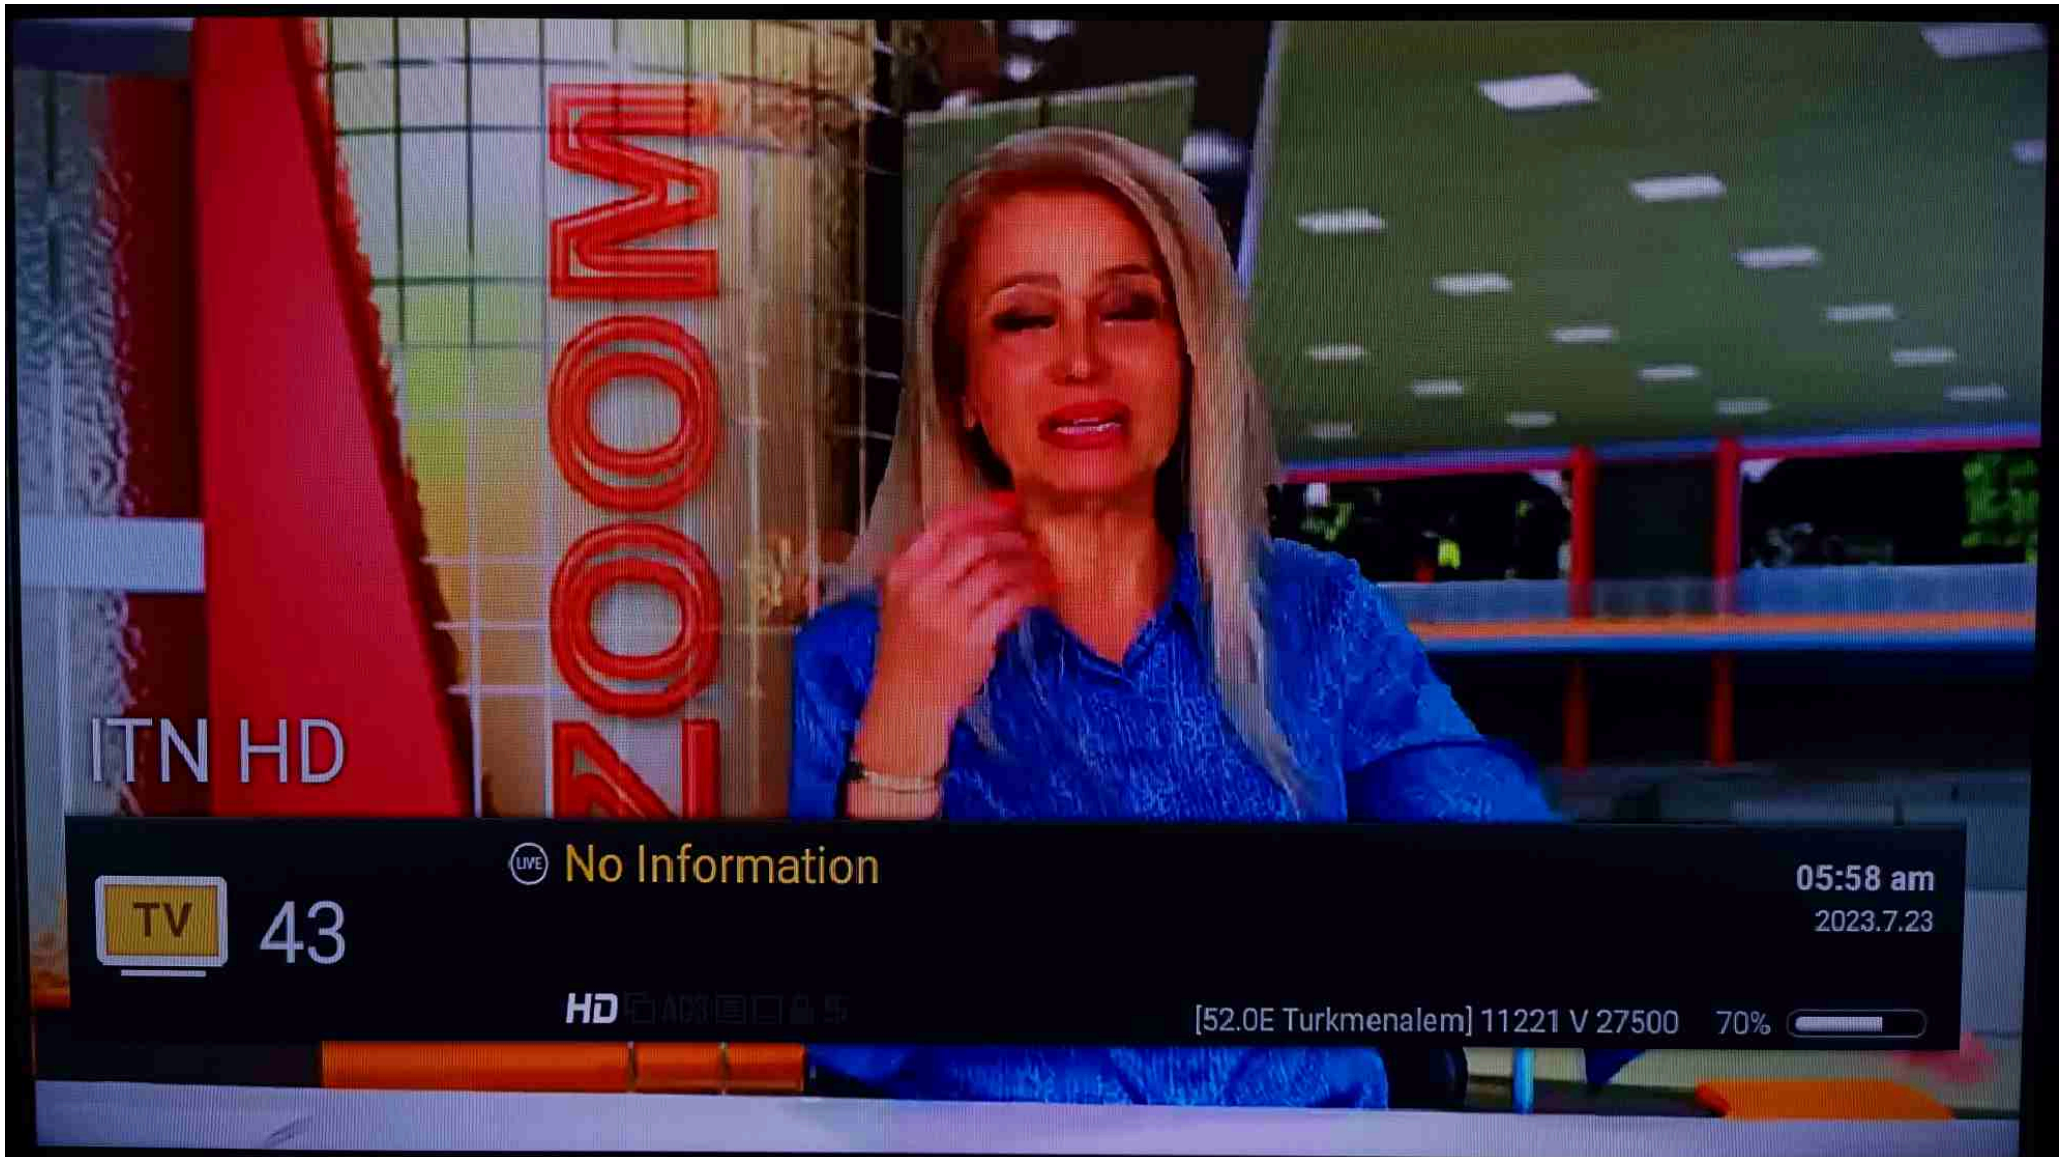 ZOOM
ITN HD
LIVE No Information
05:58 am
2023.7.23
TV 43
HD
[52.0E Turkmenalem] 11221 V 27500 70%